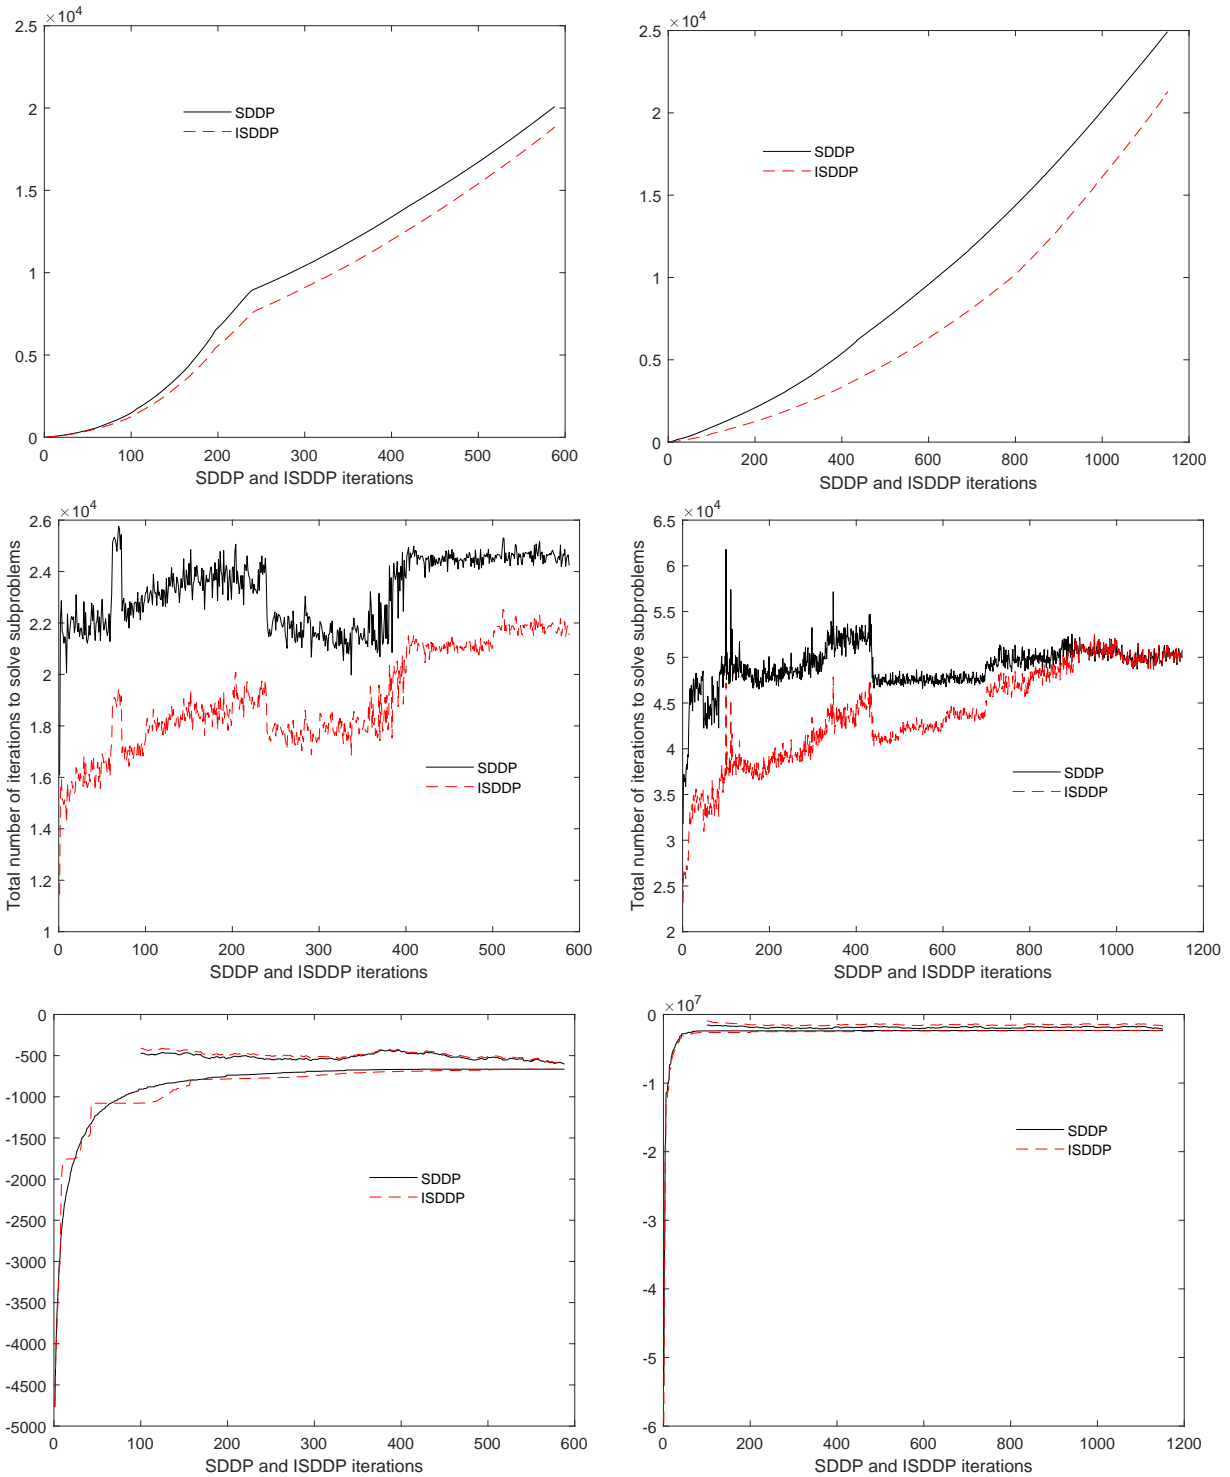 ×10^4
2.5
2
1.5
1
0.5
0
0 100 200 300 400 500 600
SDDP and ISDDP iterations
SDDP
ISDDP
×10^4
2.5
2
1.5
1
0.5
0
0 200 400 600 800 1000 1200
SDDP and ISDDP iterations
SDDP
ISDDP
×10^4
2.6
2.4
2.2
2
1.8
1.6
1.4
1.2
1
0 100 200 300 400 500 600
SDDP and ISDDP iterations
Total number of iterations to solve subproblems
SDDP
ISDDP
×10^4
6.5
6
5.5
5
4.5
4
3.5
3
2.5
2
0 200 400 600 800 1000 1200
SDDP and ISDDP iterations
Total number of iterations to solve subproblems
SDDP
ISDDP
0
-500
-1000
-1500
-2000
-2500
-3000
-3500
-4000
-4500
-5000
0 100 200 300 400 500 600
SDDP and ISDDP iterations
SDDP
ISDDP
×10^7
0
-1
-2
-3
-4
-5
-6
0 200 400 600 800 1000 1200
SDDP and ISDDP iterations
SDDP
ISDDP